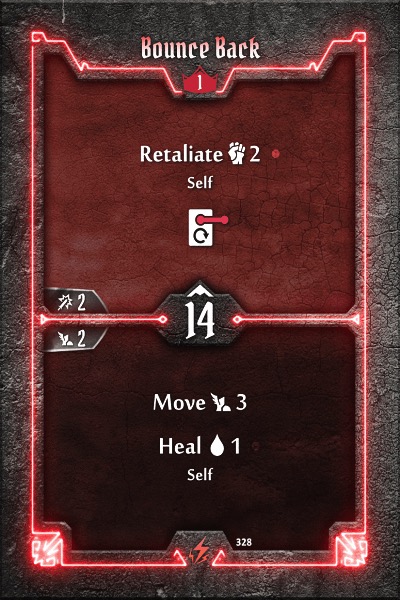 Bounce Back
1
Retaliate 2
Self
2
14
2
Move 3
Heal 1
Self
328